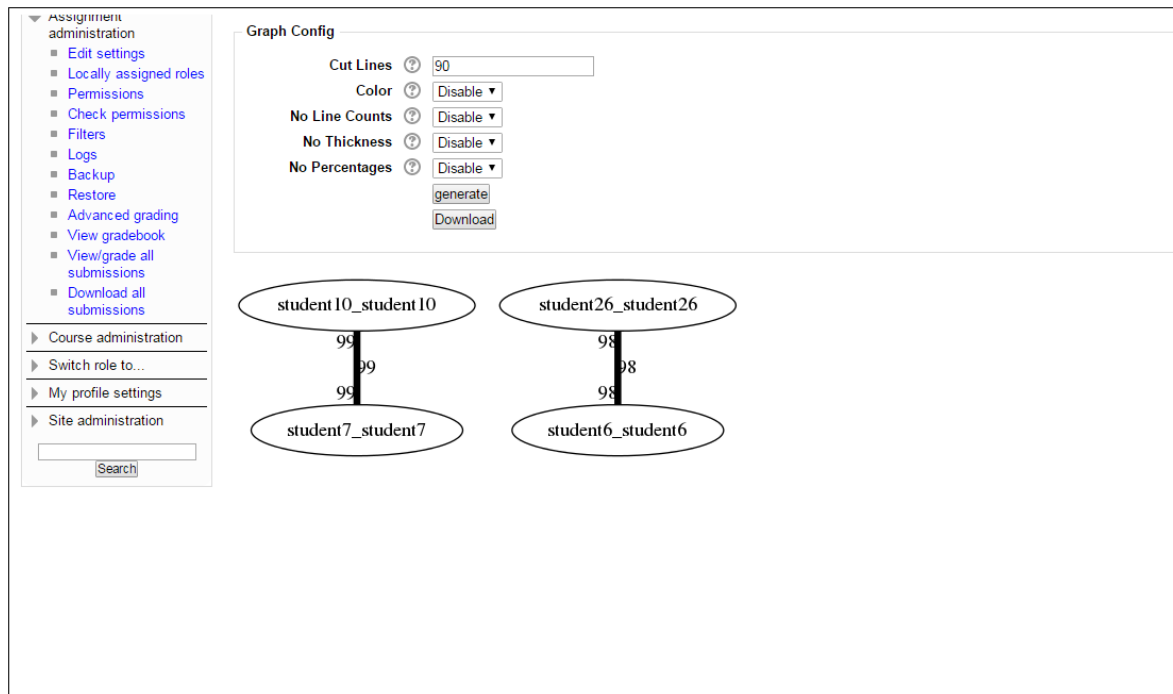 Assignment
administration
Edit settings
Locally assigned roles
Permissions
Check permissions
Filters
Logs
Backup
Restore
Advanced grading
View gradebook
View/grade all
submissions
Download all
submissions
Course administration
Switch role to...
My profile settings
Site administration
Search
Graph Config
Cut Lines ? 90
Color ? Disable
No Line Counts ? Disable
No Thickness ? Disable
No Percentages ? Disable
generate
Download
student10_student10
99
99
99
student7_student7
student26_student26
98
98
98
student6_student6